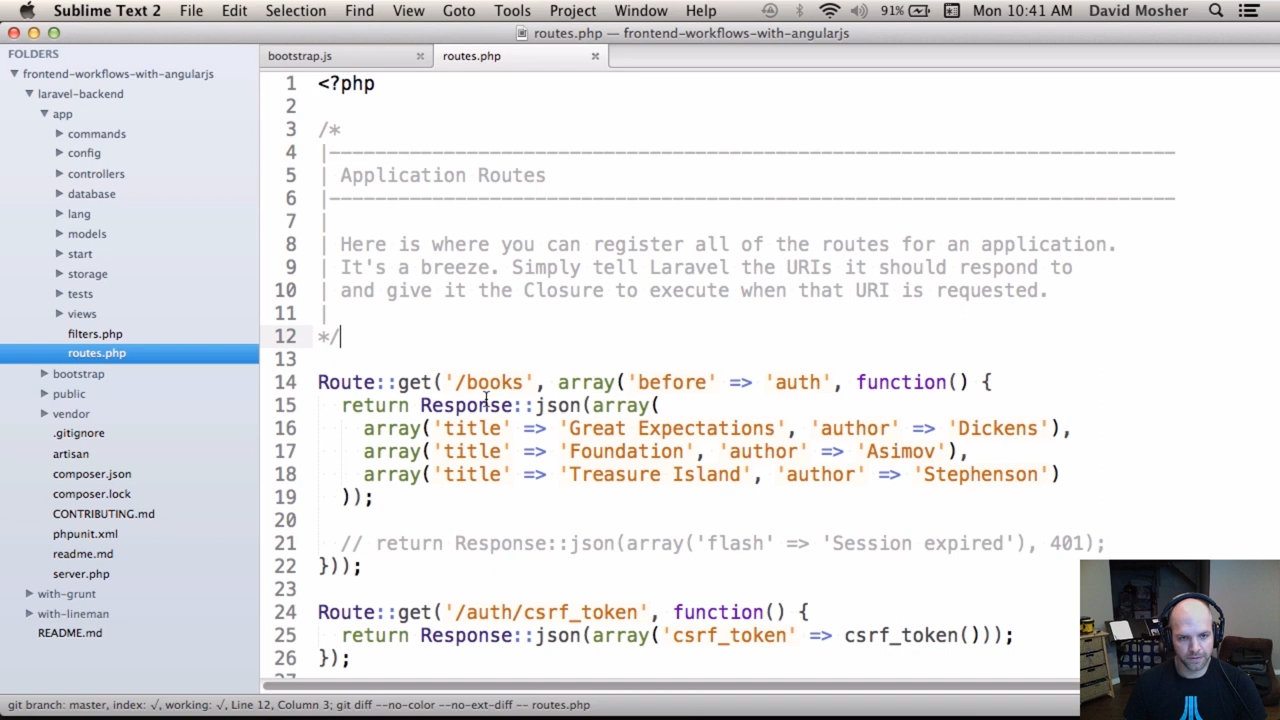 Sublime Text 2 File Edit Selection Find View Goto Tools Project Window Help 91% Mon 10:41 AM David Mosher
routes.php — frontend-workflows-with-angularjs
FOLDERS
frontend-workflows-with-angularjs
laravel-backend
app
commands
config
controllers
database
lang
models
start
storage
tests
views
filters.php
routes.php
bootstrap
public
vendor
.gitignore
artisan
composer.json
composer.lock
CONTRIBUTING.md
phpunit.xml
readme.md
server.php
with-grunt
with-lineman
README.md
bootstrap.js × routes.php ×
1 <?php
2
3 /*
4 |--------------------------------------------------------------------------
5 | Application Routes
6 |--------------------------------------------------------------------------
7 |
8 | Here is where you can register all of the routes for an application.
9 | It's a breeze. Simply tell Laravel the URIs it should respond to
10 | and give it the Closure to execute when that URI is requested.
11 |
12 */
13
14 Route::get('/books', array('before' => 'auth', function() {
15 return Response::json(array(
16 array('title' => 'Great Expectations', 'author' => 'Dickens'),
17 array('title' => 'Foundation', 'author' => 'Asimov'),
18 array('title' => 'Treasure Island', 'author' => 'Stephenson')
19 ));
20
21 // return Response::json(array('flash' => 'Session expired'), 401);
22 }));
23
24 Route::get('/auth/csrf_token', function() {
25 return Response::json(array('csrf_token' => csrf_token()));
26 });
git branch: master, index: √, working: √, Line 12, Column 3; git diff --no-color --no-ext-diff -- routes.php